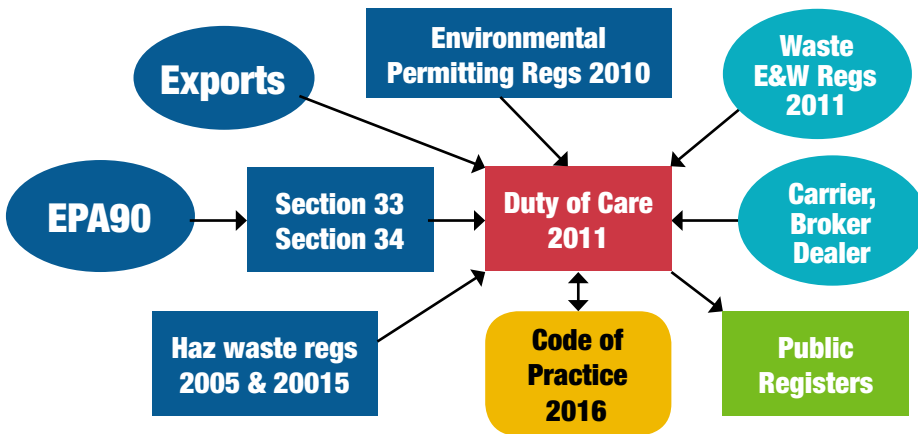 Exports
Environmental
Permitting Regs 2010
Waste
E&W Regs
2011
EPA90
Section 33
Section 34
Duty of Care
2011
Carrier,
Broker
Dealer
Haz waste regs
2005 & 20015
Code of
Practice
2016
Public
Registers